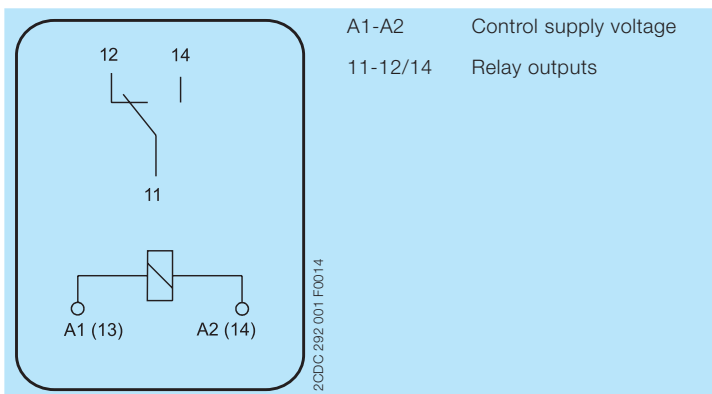 12 14
11
A1 (13) A2 (14)
2CDC 292 001 F0014
A1-A2 Control supply voltage
11-12/14 Relay outputs